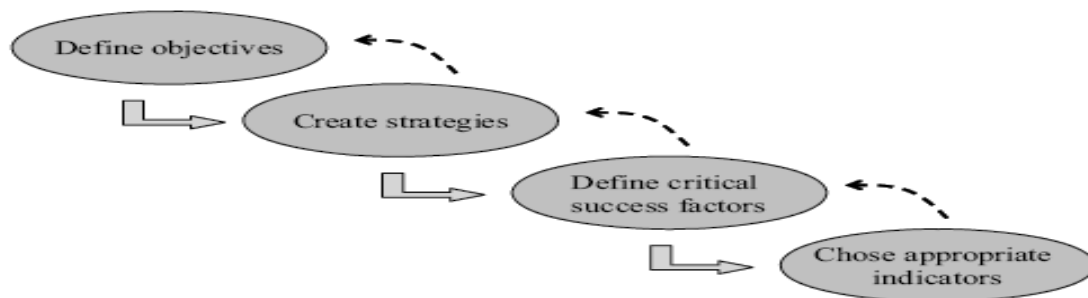 Define objectives
Create strategies
Define critical
success factors
Chose appropriate
indicators